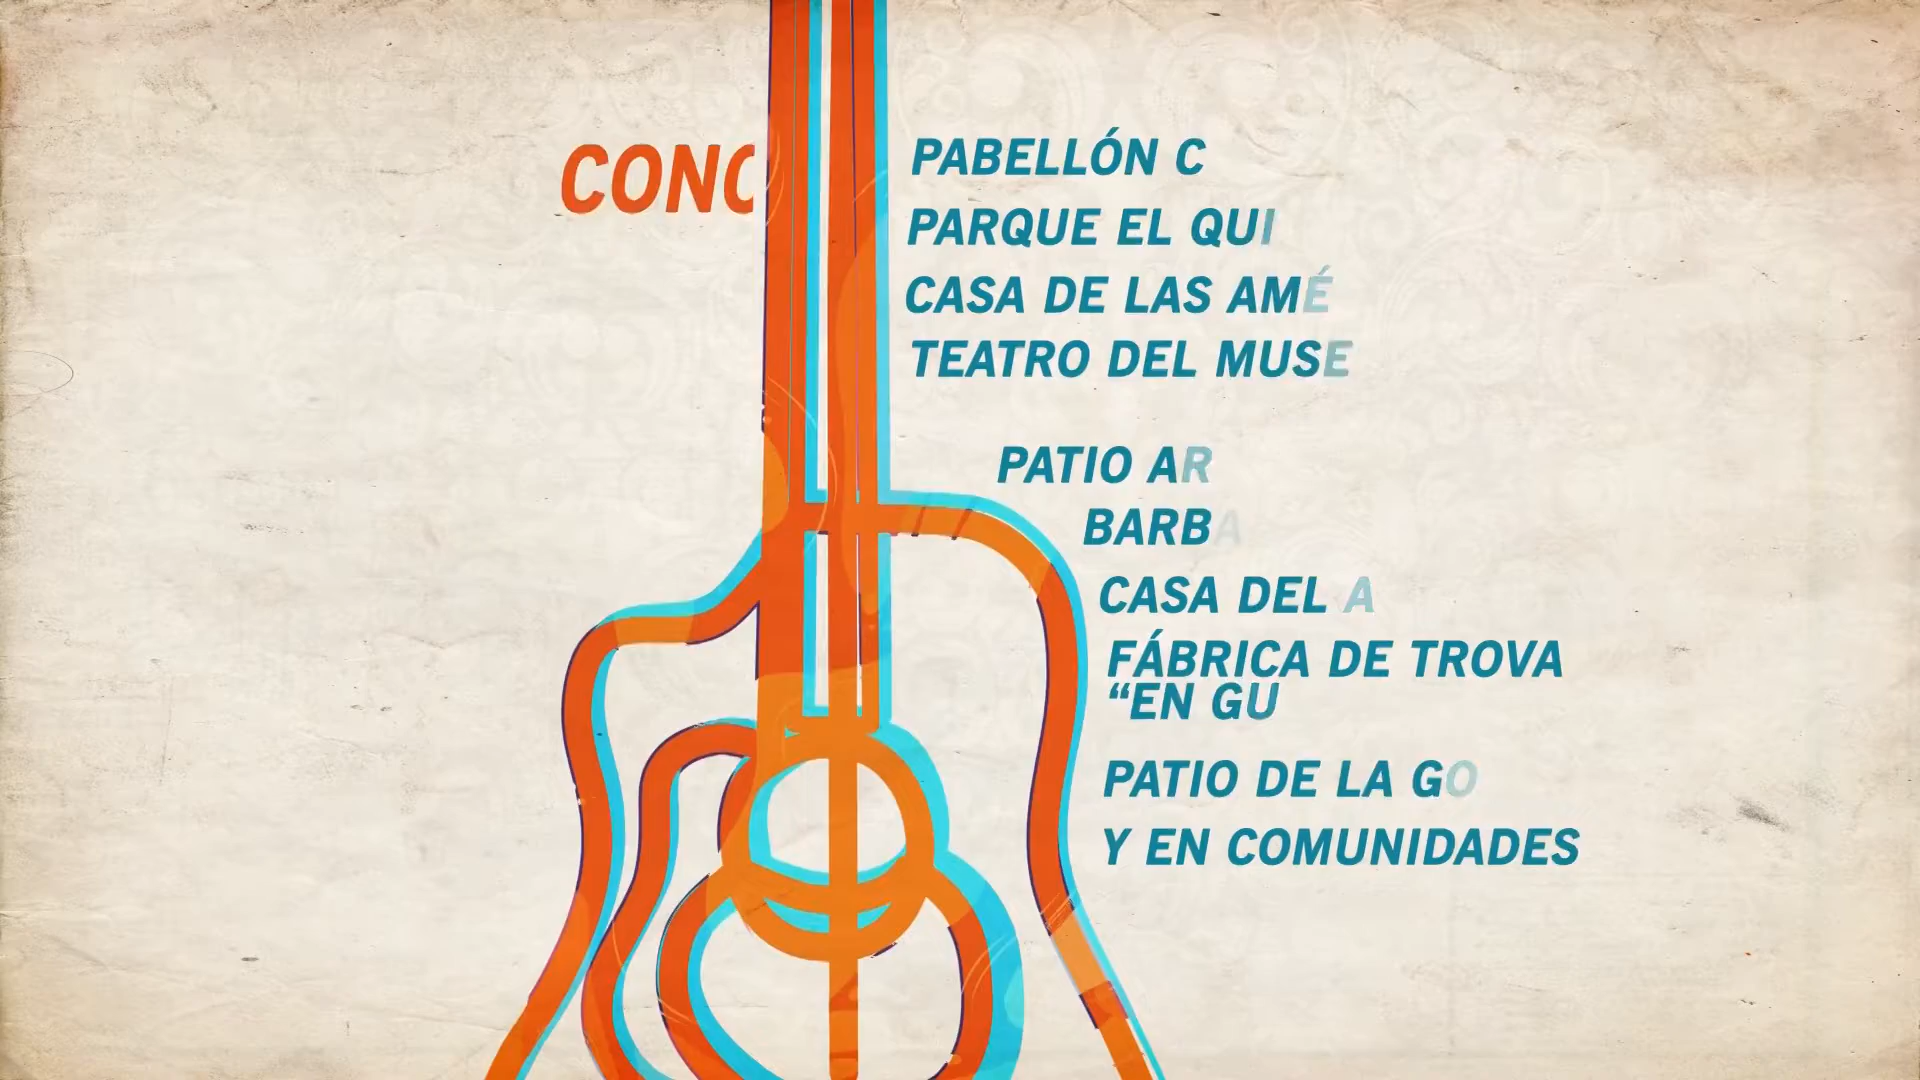 CONC
PABELLÓN C
PARQUE EL QUI
CASA DE LAS AMÉ
TEATRO DEL MUSE
PATIO AR
BARBA
CASA DEL A
FÁBRICA DE TROVA
“EN GU
PATIO DE LA GO
Y EN COMUNIDADES